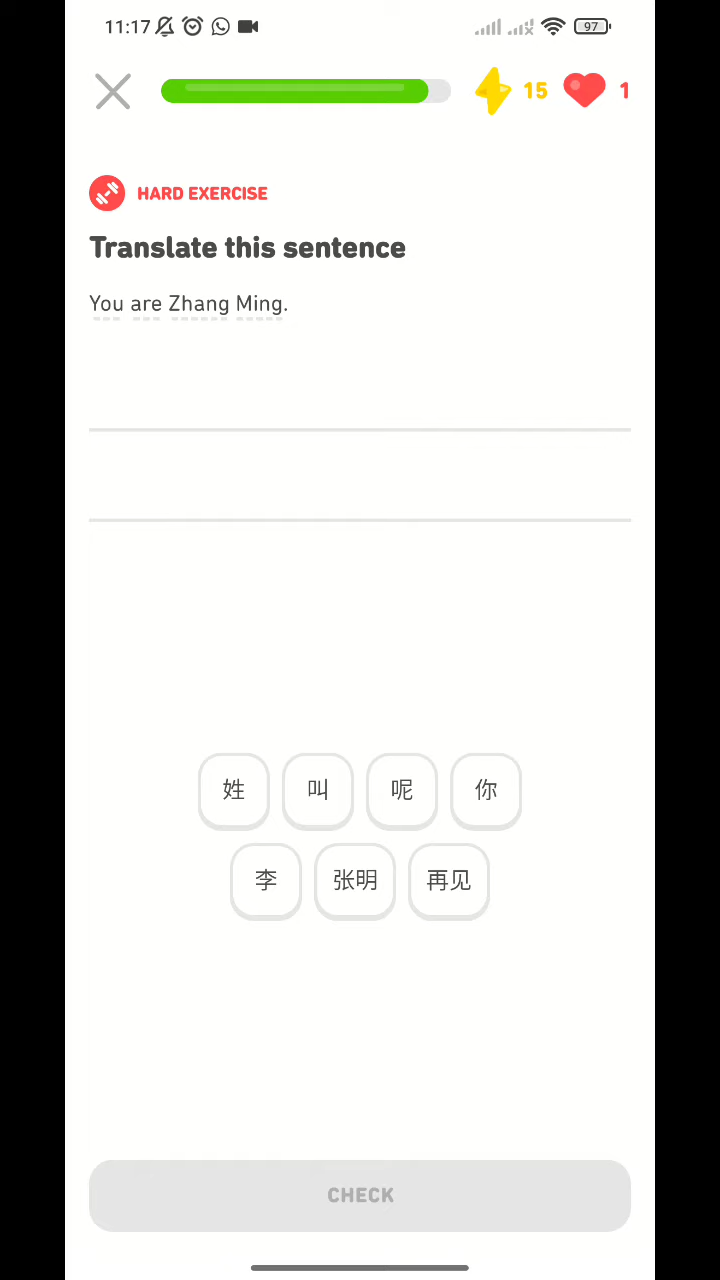 11:17 97
15 1
HARD EXERCISE
Translate this sentence
You are Zhang Ming.
姓 叫 呢 你
李 张明 再见
CHECK